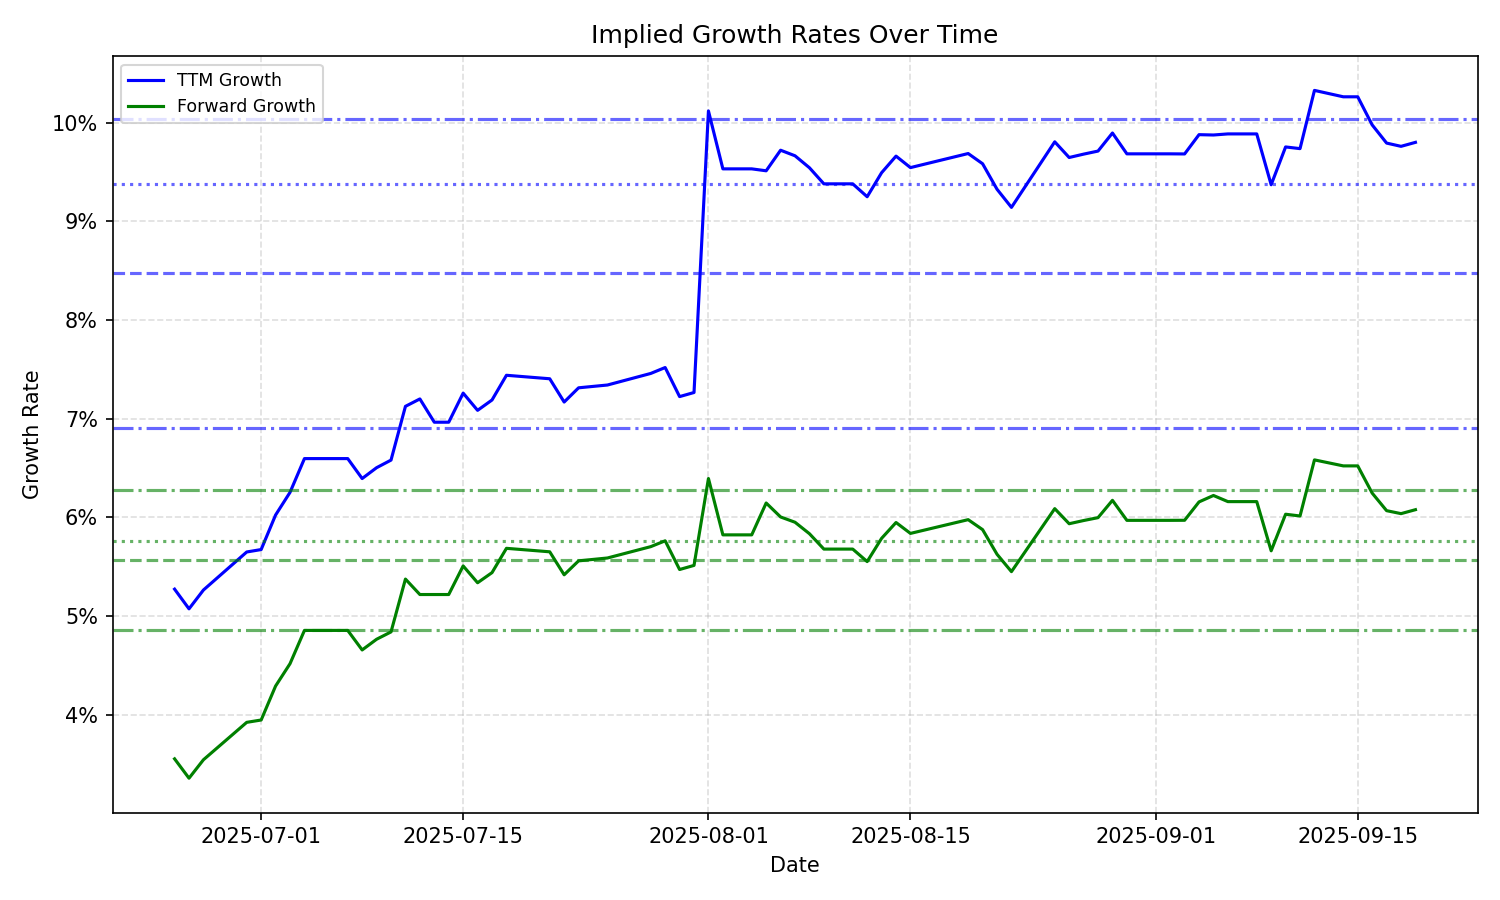 Implied Growth Rates Over Time
TTM Growth
Forward Growth
10%
9%
8%
7%
6%
5%
4%
Growth Rate
2025-07-01
2025-07-15
2025-08-01
2025-08-15
2025-09-01
2025-09-15
Date